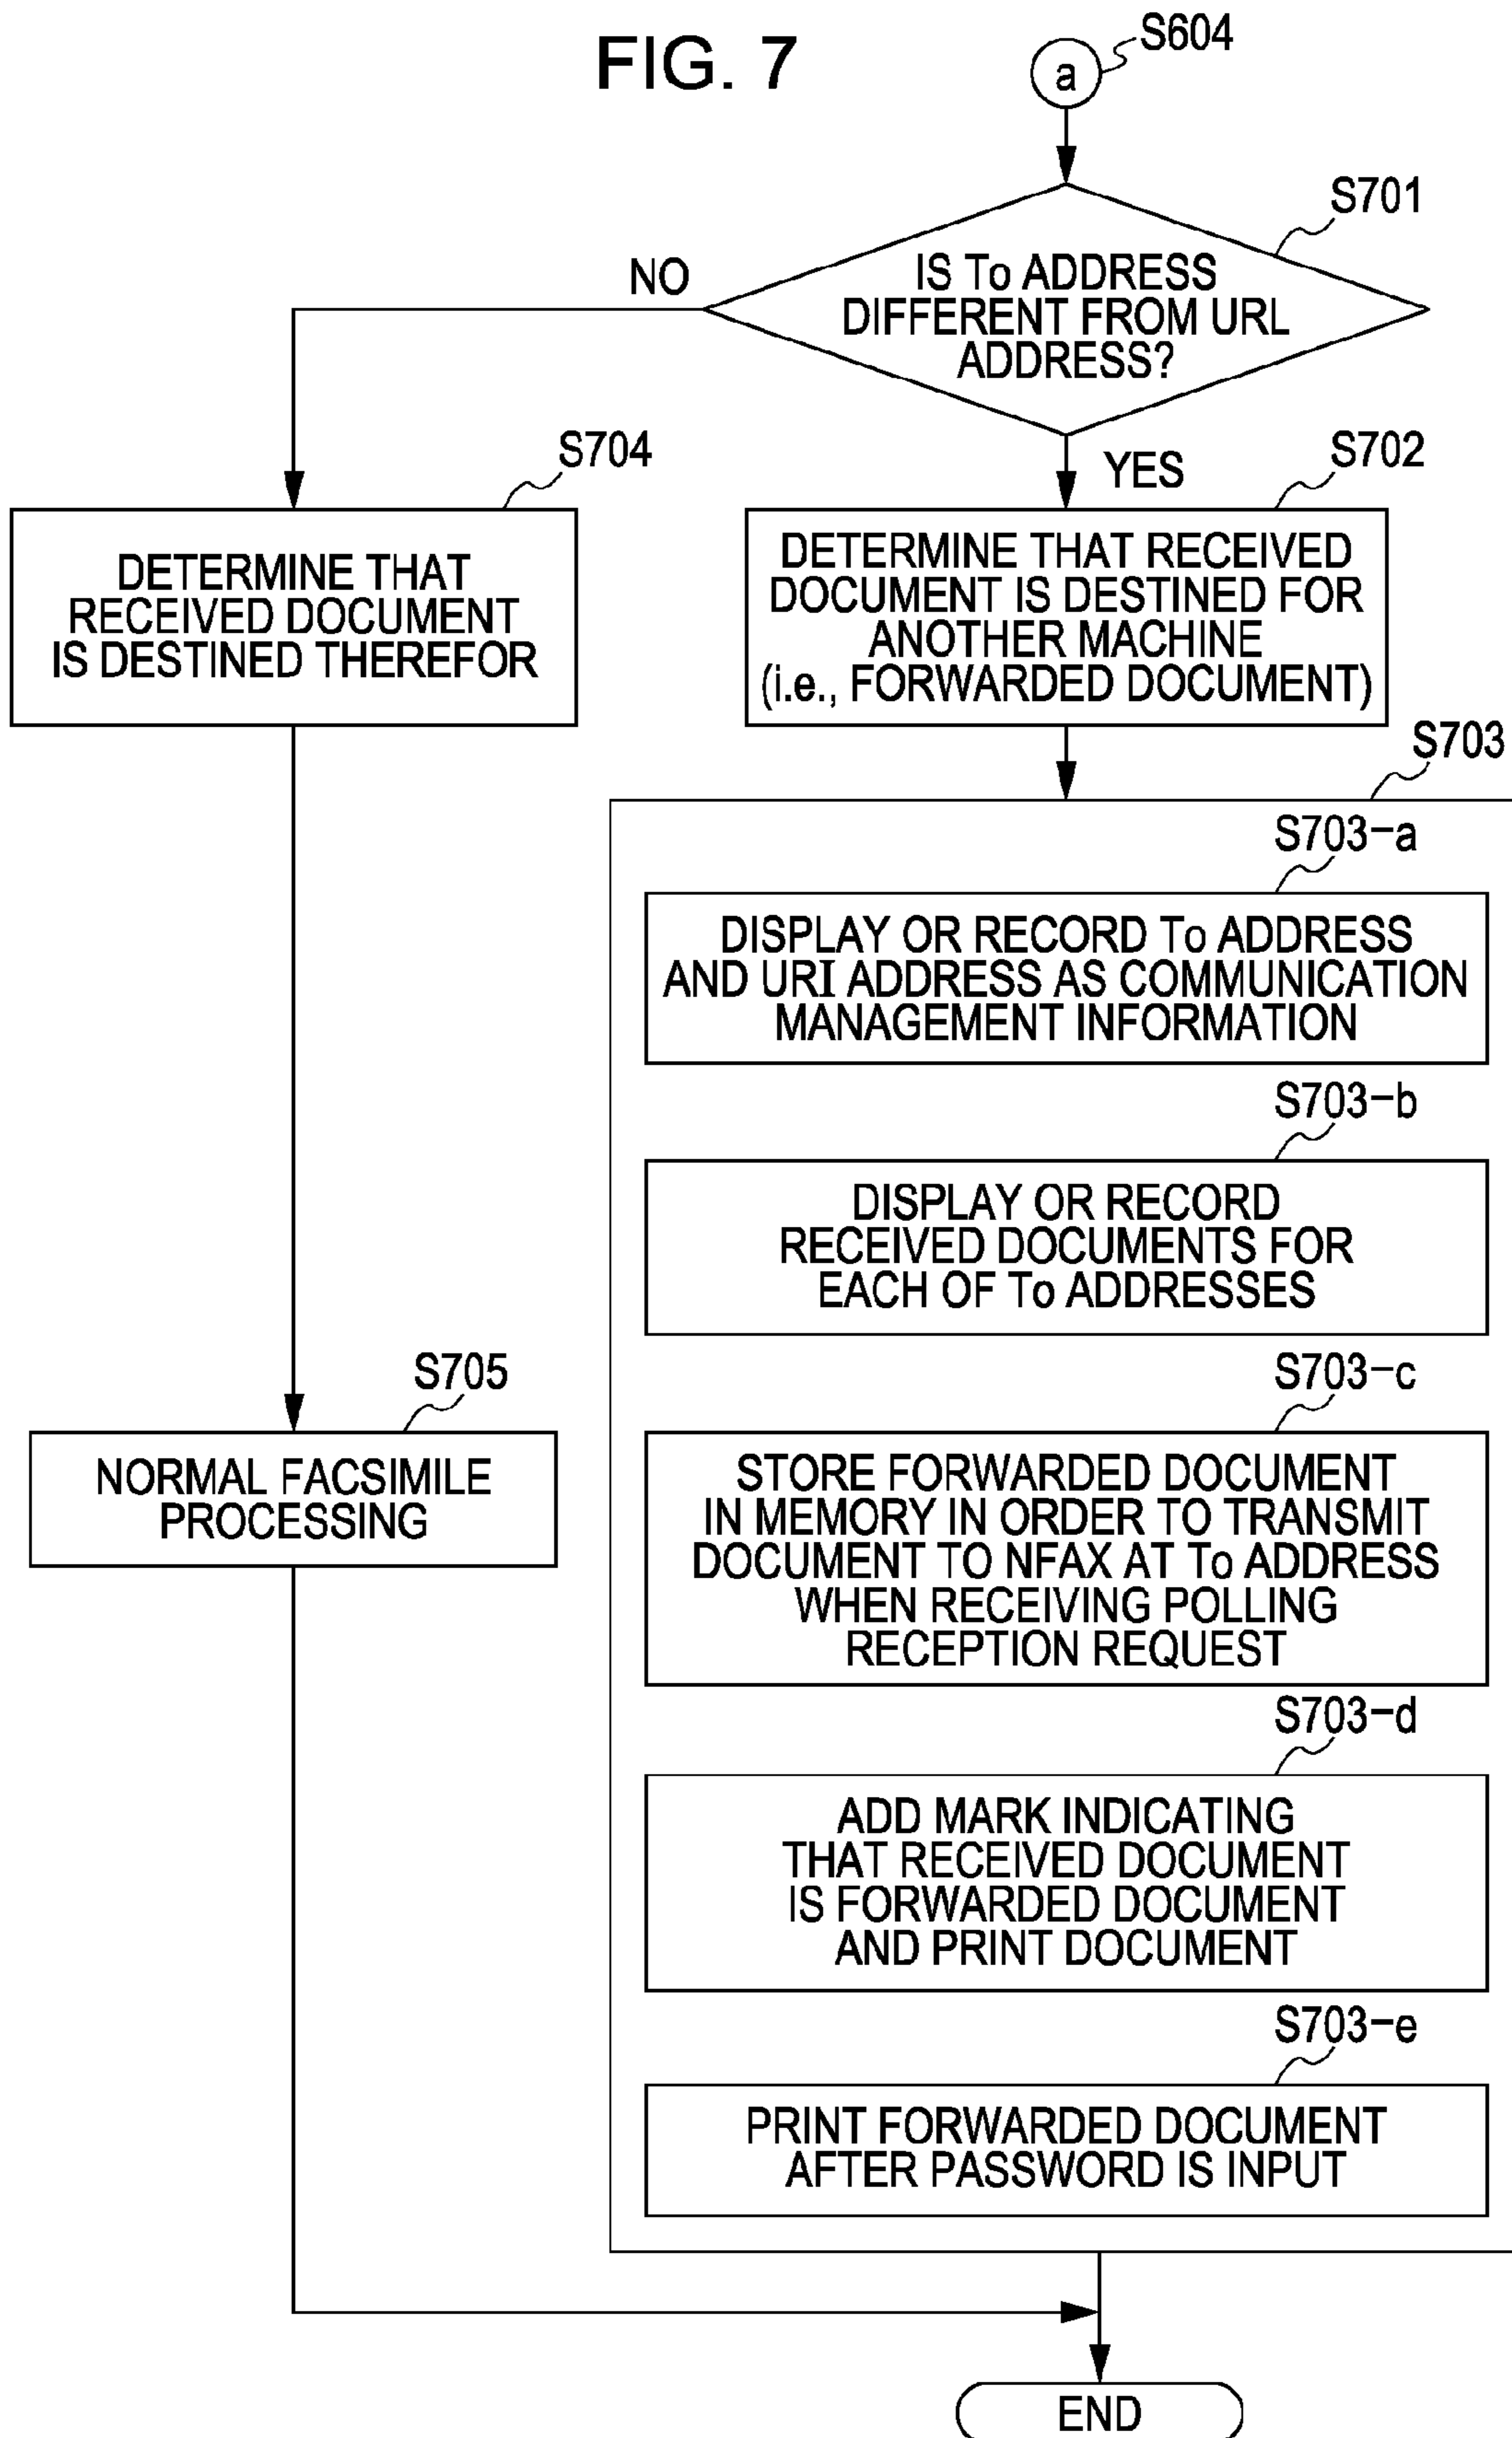 FIG. 7
S604
a
S701
IS To ADDRESS
DIFFERENT FROM URL
ADDRESS?
NO
YES
S704
DETERMINE THAT
RECEIVED DOCUMENT
IS DESTINED THEREFOR
S702
DETERMINE THAT RECEIVED
DOCUMENT IS DESTINED FOR
ANOTHER MACHINE
(i.e., FORWARDED DOCUMENT)
S703
S703-a
DISPLAY OR RECORD To ADDRESS
AND URI ADDRESS AS COMMUNICATION
MANAGEMENT INFORMATION
S703-b
DISPLAY OR RECORD
RECEIVED DOCUMENTS FOR
EACH OF To ADDRESSES
S705
NORMAL FACSIMILE
PROCESSING
S703-c
STORE FORWARDED DOCUMENT
IN MEMORY IN ORDER TO TRANSMIT
DOCUMENT TO NFAX AT To ADDRESS
WHEN RECEIVING POLLING
RECEPTION REQUEST
S703-d
ADD MARK INDICATING
THAT RECEIVED DOCUMENT
IS FORWARDED DOCUMENT
AND PRINT DOCUMENT
S703-e
PRINT FORWARDED DOCUMENT
AFTER PASSWORD IS INPUT
END